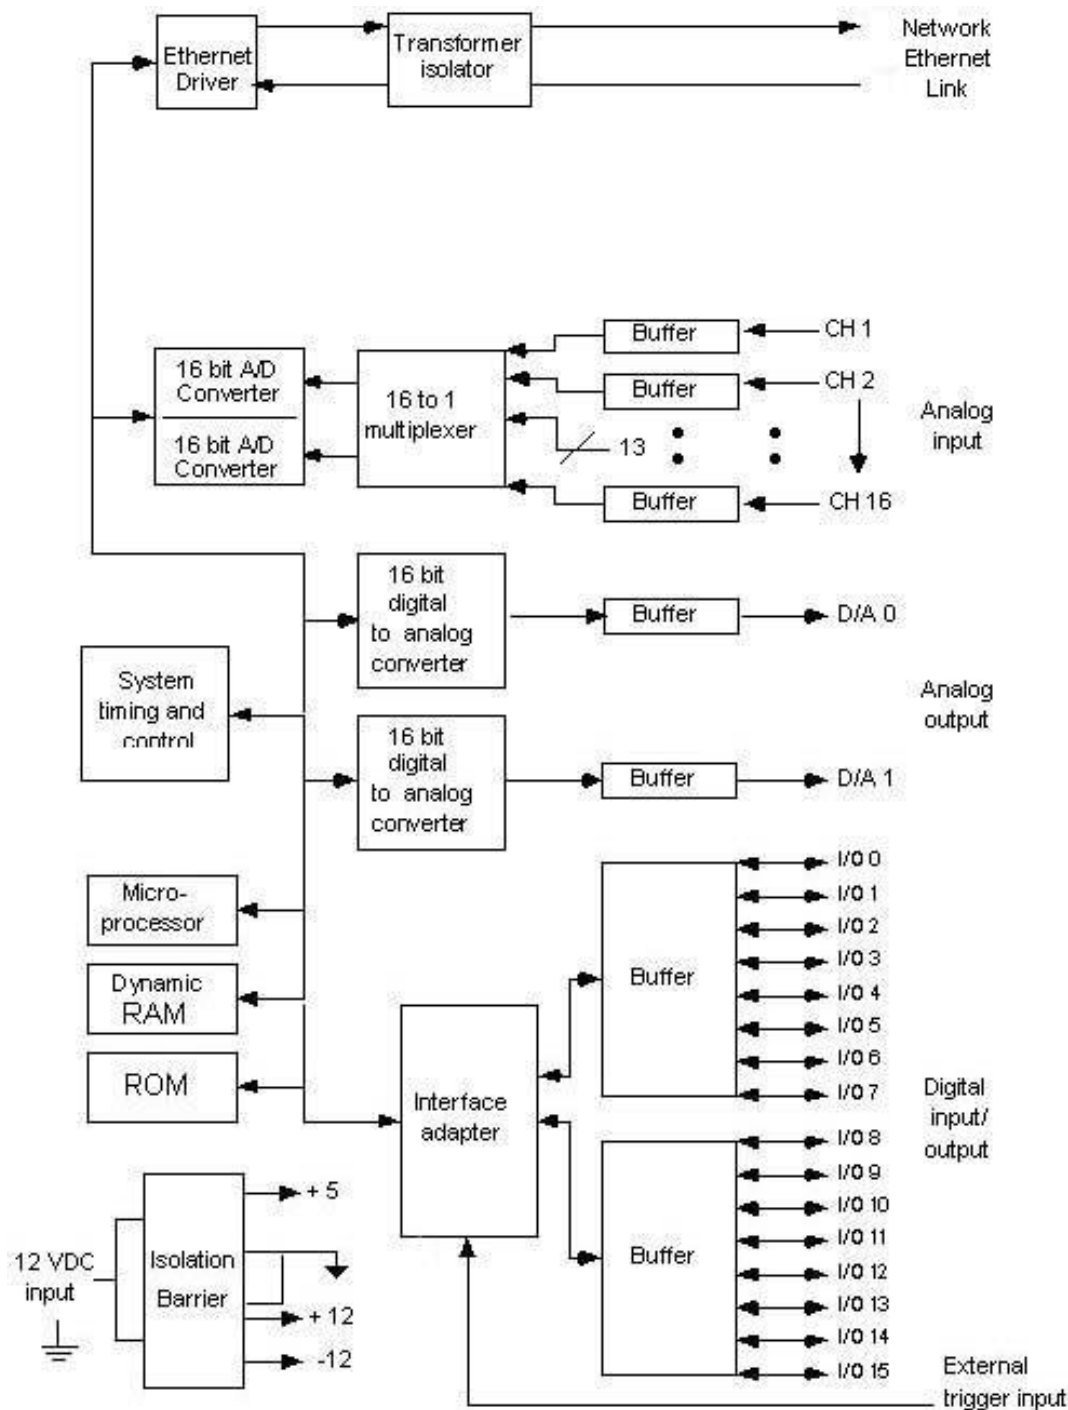 Ethernet
Driver
Transformer
isolator
Network
Ethernet
Link
16 bit A/D
Converter
16 bit A/D
Converter
16 to 1
multiplexer
Buffer
CH 1
Buffer
CH 2
13
Buffer
CH 16
Analog
input
16 bit
digital
to analog
converter
Buffer
D/A 0
System
timing and
control
16 bit
digital
to analog
converter
Buffer
D/A 1
Analog
output
Micro-
processor
Dynamic
RAM
ROM
Interface
adapter
Buffer
I/O 0
I/O 1
I/O 2
I/O 3
I/O 4
I/O 5
I/O 6
I/O 7
Buffer
I/O 8
I/O 9
I/O 10
I/O 11
I/O 12
I/O 13
I/O 14
I/O 15
Digital
input/
output
12 VDC
input
Isolation
Barrier
+ 5
+ 12
-12
External
trigger input